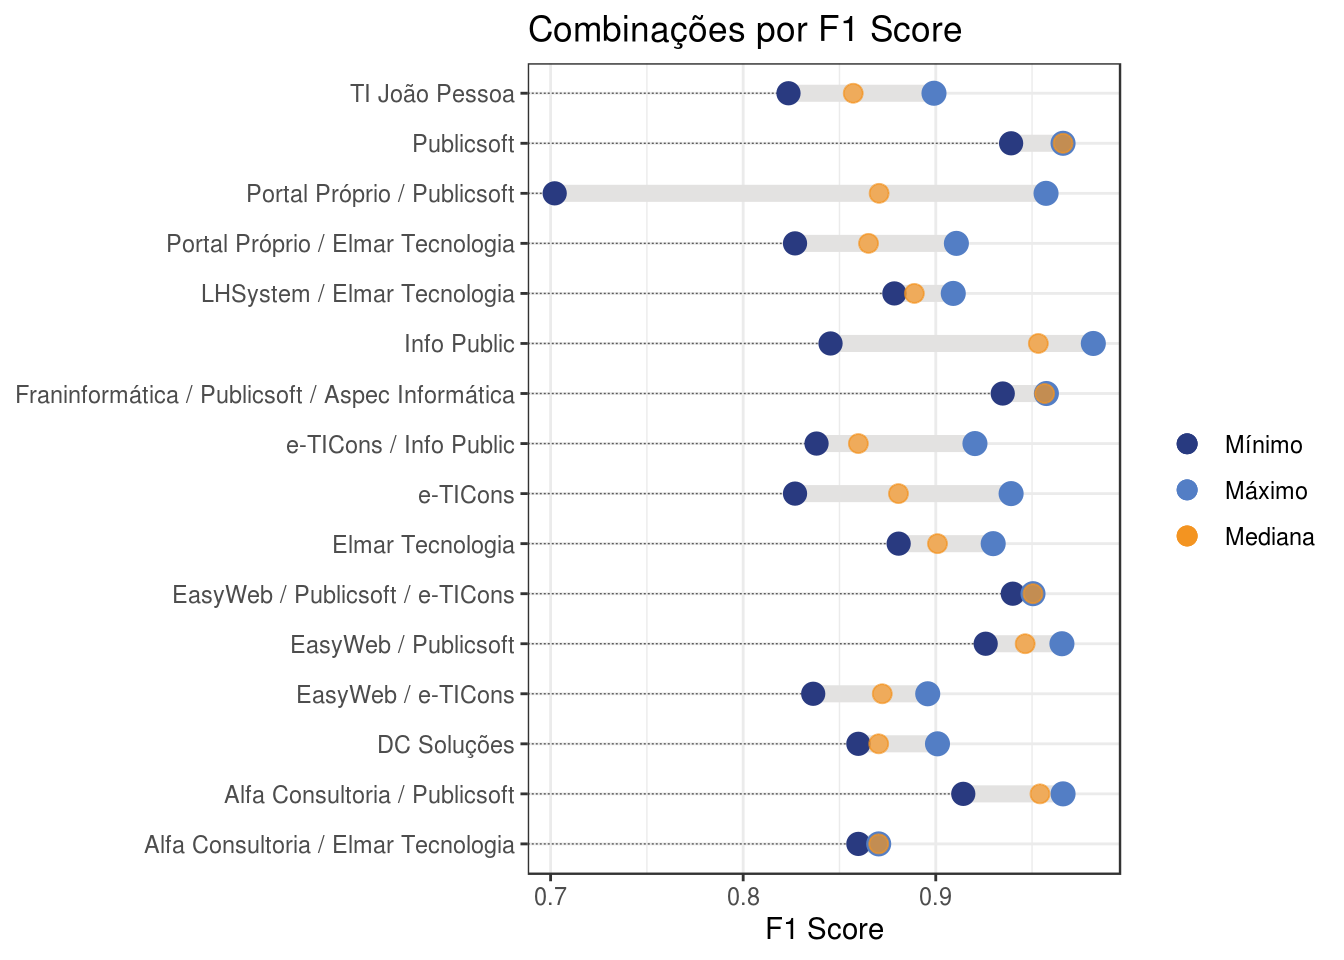 Combinações por F1 Score
TI João Pessoa
Publicsoft
Portal Próprio / Publicsoft
Portal Próprio / Elmar Tecnologia
LHSystem / Elmar Tecnologia
Info Public
Franinformática / Publicsoft / Aspec Informática
e-TICons / Info Public
e-TICons
Elmar Tecnologia
EasyWeb / Publicsoft / e-TICons
EasyWeb / Publicsoft
EasyWeb / e-TICons
DC Soluções
Alfa Consultoria / Publicsoft
Alfa Consultoria / Elmar Tecnologia
0.7 0.8 0.9
F1 Score
Mínimo
Máximo
Mediana